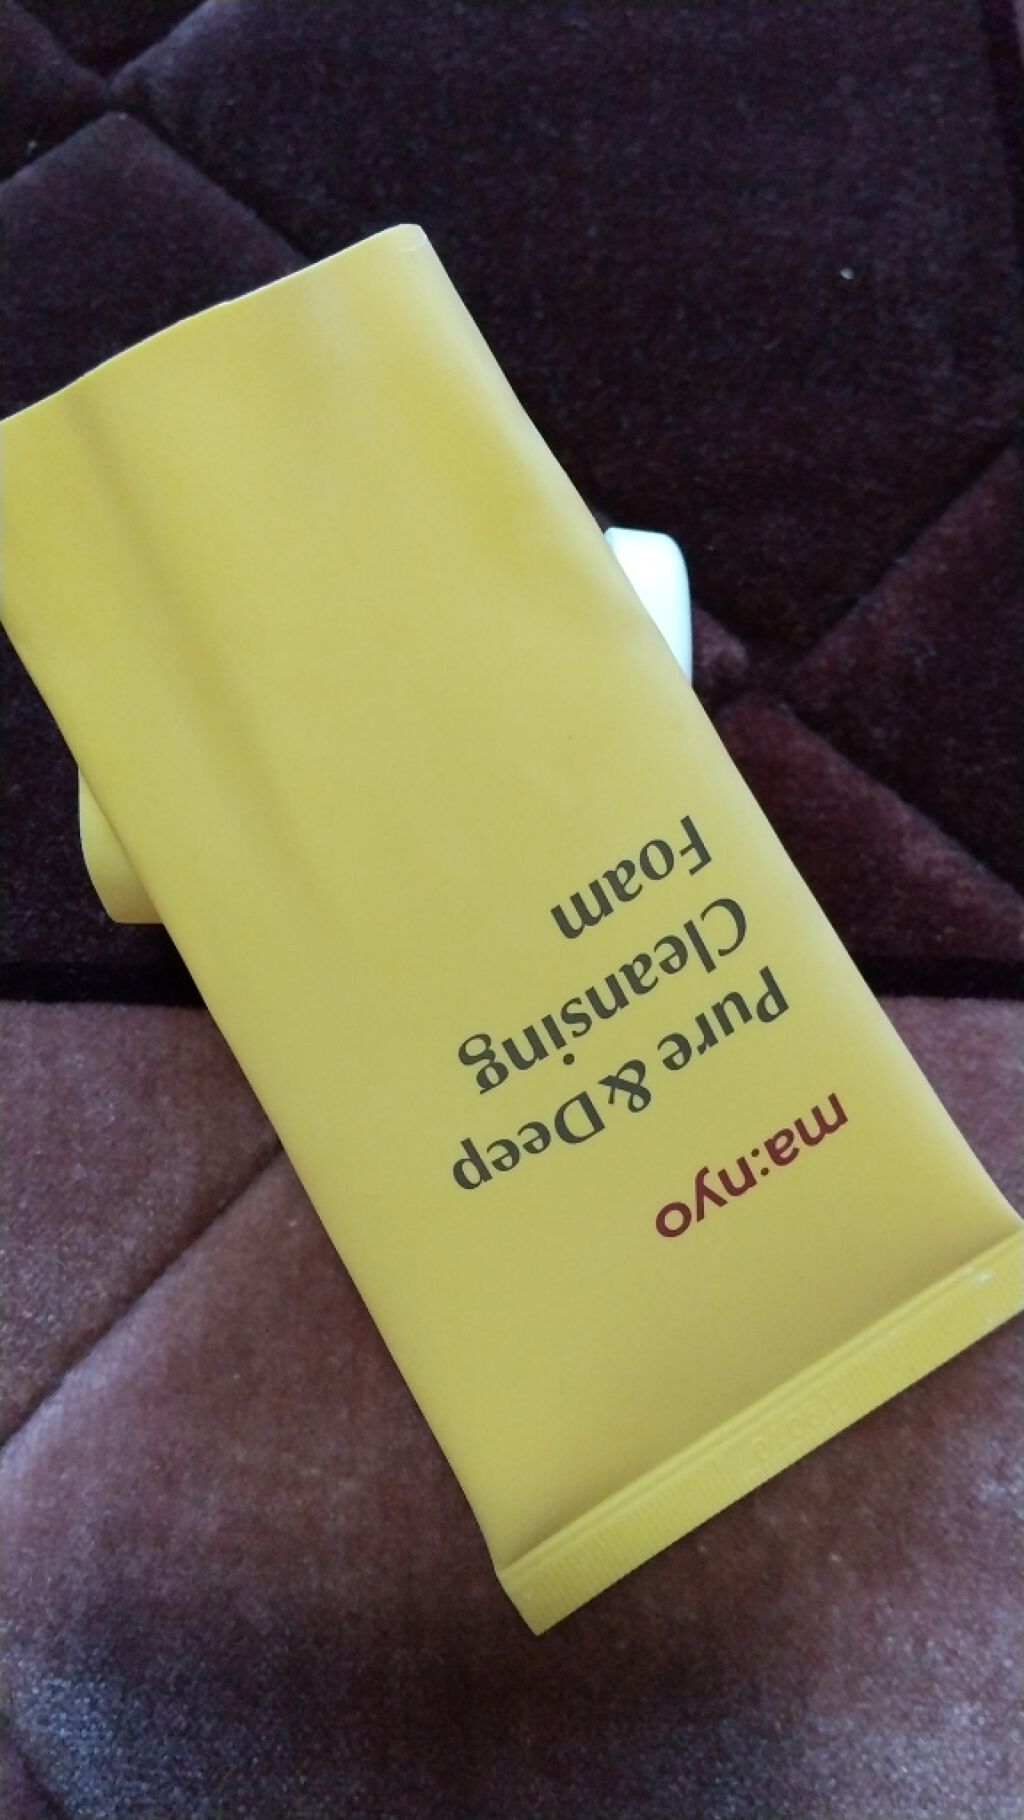 ma:nyo
Pure & Deep
Cleansing
Foam